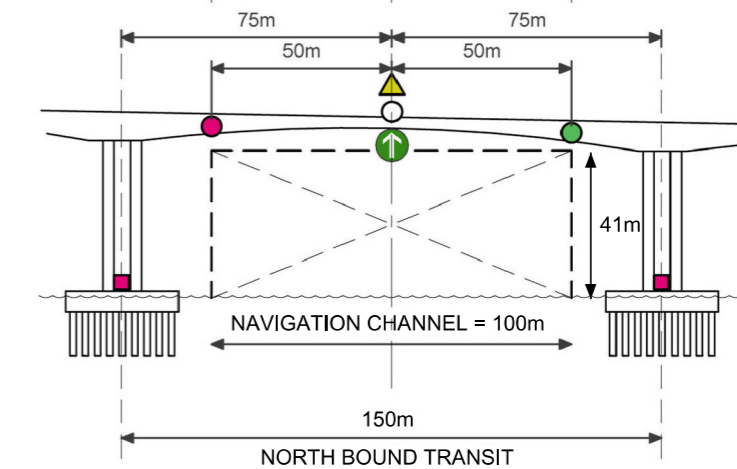 75m 75m
50m 50m
41m
NAVIGATION CHANNEL = 100m
150m
NORTH BOUND TRANSIT